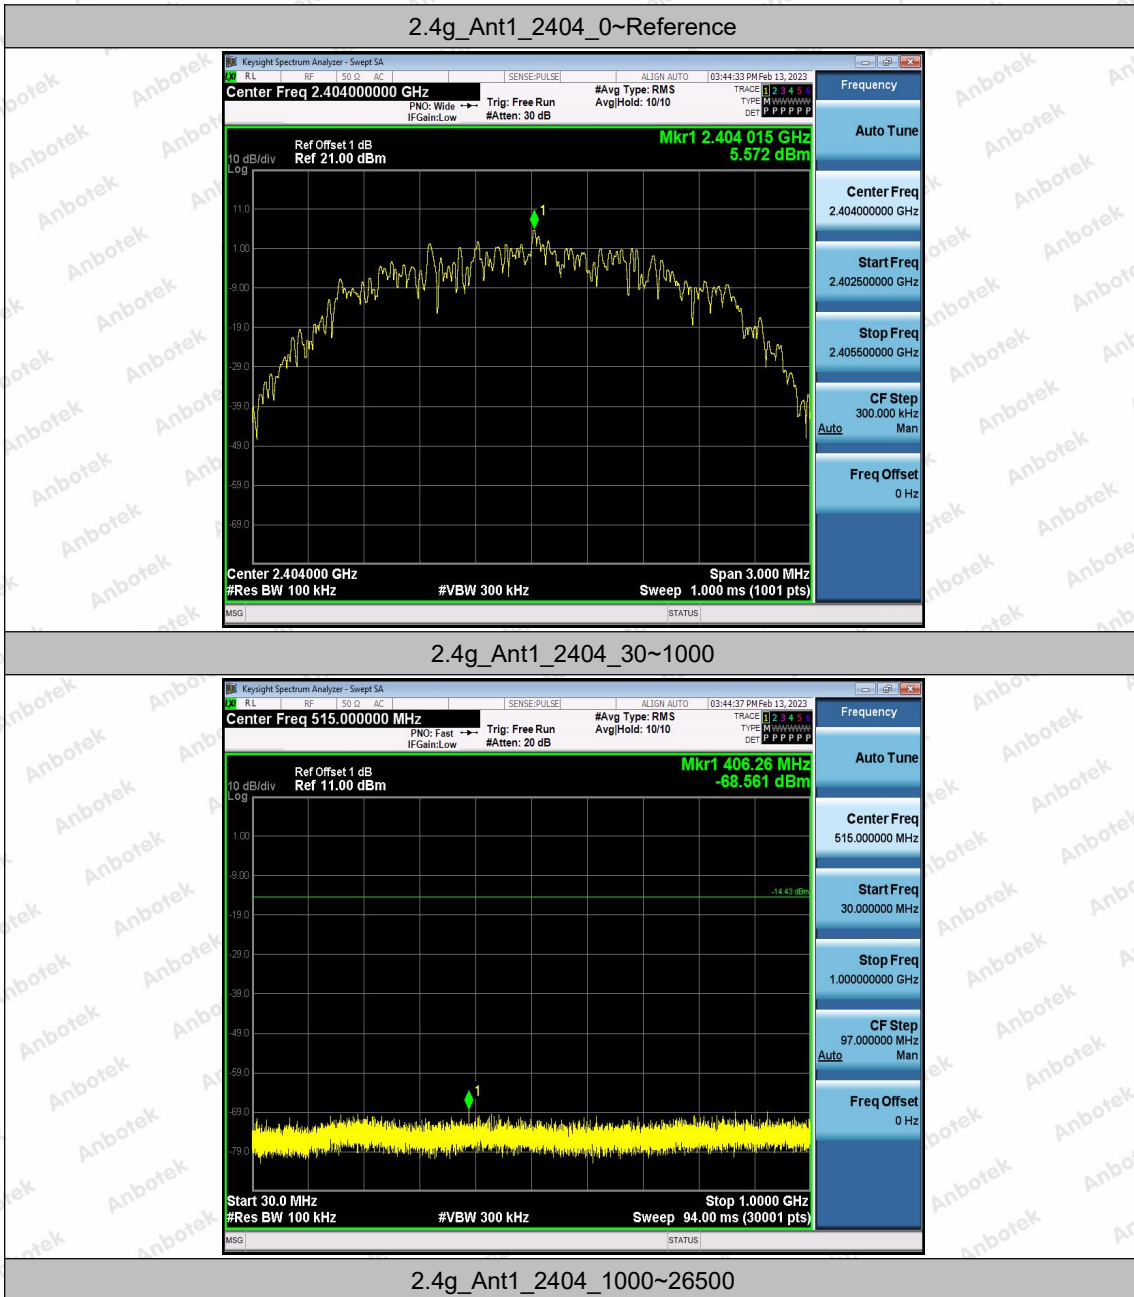 2.4g_Ant1_2404_0~Reference
Keysight Spectrum Analyzer - Swept SA
RL RF 50 Ω AC SENSE:PULSE ALIGN AUTO 03:44:33 PM Feb 13, 2023
Center Freq 2.404000000 GHz
PNO: Wide
IFGain:Low
Trig: Free Run
#Atten: 30 dB
#Avg Type: RMS
Avg|Hold: 10/10
TRACE 1 2 3 4 5 6
TYPE M W W W W W
DET P P P P P P
Ref Offset 1 dB
10 dB/div Ref 21.00 dBm
Log
Mkr1 2.404 015 GHz
5.572 dBm
1
11.0
1.00
-9.00
-19.0
-29.0
-39.0
-49.0
-59.0
-69.0
Center 2.404000 GHz Span 3.000 MHz
#Res BW 100 kHz #VBW 300 kHz Sweep 1.000 ms (1001 pts)
MSG STATUS
Frequency
Auto Tune
Center Freq
2.404000000 GHz
Start Freq
2.402500000 GHz
Stop Freq
2.405500000 GHz
CF Step
300.000 kHz
Auto Man
Freq Offset
0 Hz
2.4g_Ant1_2404_30~1000
Keysight Spectrum Analyzer - Swept SA
RL RF 50 Ω AC SENSE:PULSE ALIGN AUTO 03:44:37 PM Feb 13, 2023
Center Freq 515.000000 MHz
PNO: Fast
IFGain:Low
Trig: Free Run
#Atten: 20 dB
#Avg Type: RMS
Avg|Hold: 10/10
TRACE 1 2 3 4 5 6
TYPE M W W W W W
DET P P P P P P
Ref Offset 1 dB
10 dB/div Ref 11.00 dBm
Log
Mkr1 406.26 MHz
-68.561 dBm
1.00
-9.00
-14.43 dBm
-19.0
-29.0
-39.0
-49.0
-59.0
1
-69.0
-79.0
Start 30.0 MHz Stop 1.0000 GHz
#Res BW 100 kHz #VBW 300 kHz Sweep 94.00 ms (30001 pts)
MSG STATUS
Frequency
Auto Tune
Center Freq
515.000000 MHz
Start Freq
30.000000 MHz
Stop Freq
1.000000000 GHz
CF Step
97.000000 MHz
Auto Man
Freq Offset
0 Hz
2.4g_Ant1_2404_1000~26500
Anbotek